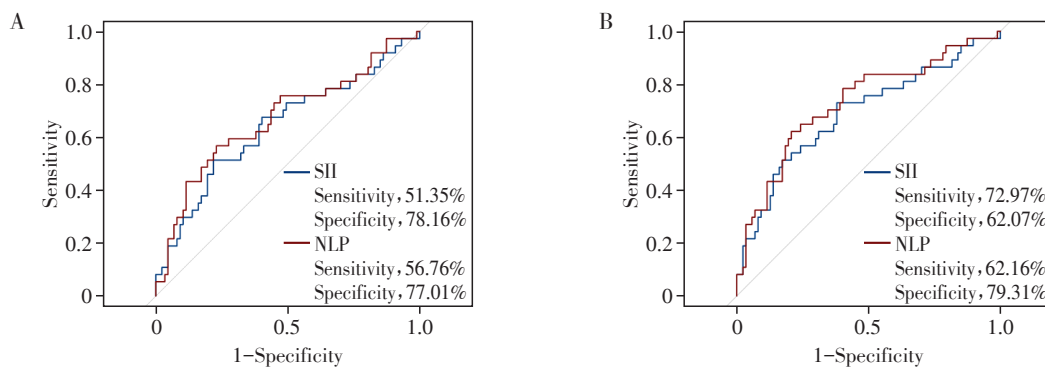 A
Sensitivity
1.0
0.8
0.6
0.4
0.2
0
SII
Sensitivity,51.35%
Specificity,78.16%
NLP
Sensitivity,56.76%
Specificity,77.01%
0
0.5
1.0
1-Specificity
B
Sensitivity
1.0
0.8
0.6
0.4
0.2
0
SII
Sensitivity,72.97%
Specificity,62.07%
NLP
Sensitivity,62.16%
Specificity,79.31%
0
0.5
1.0
1-Specificity